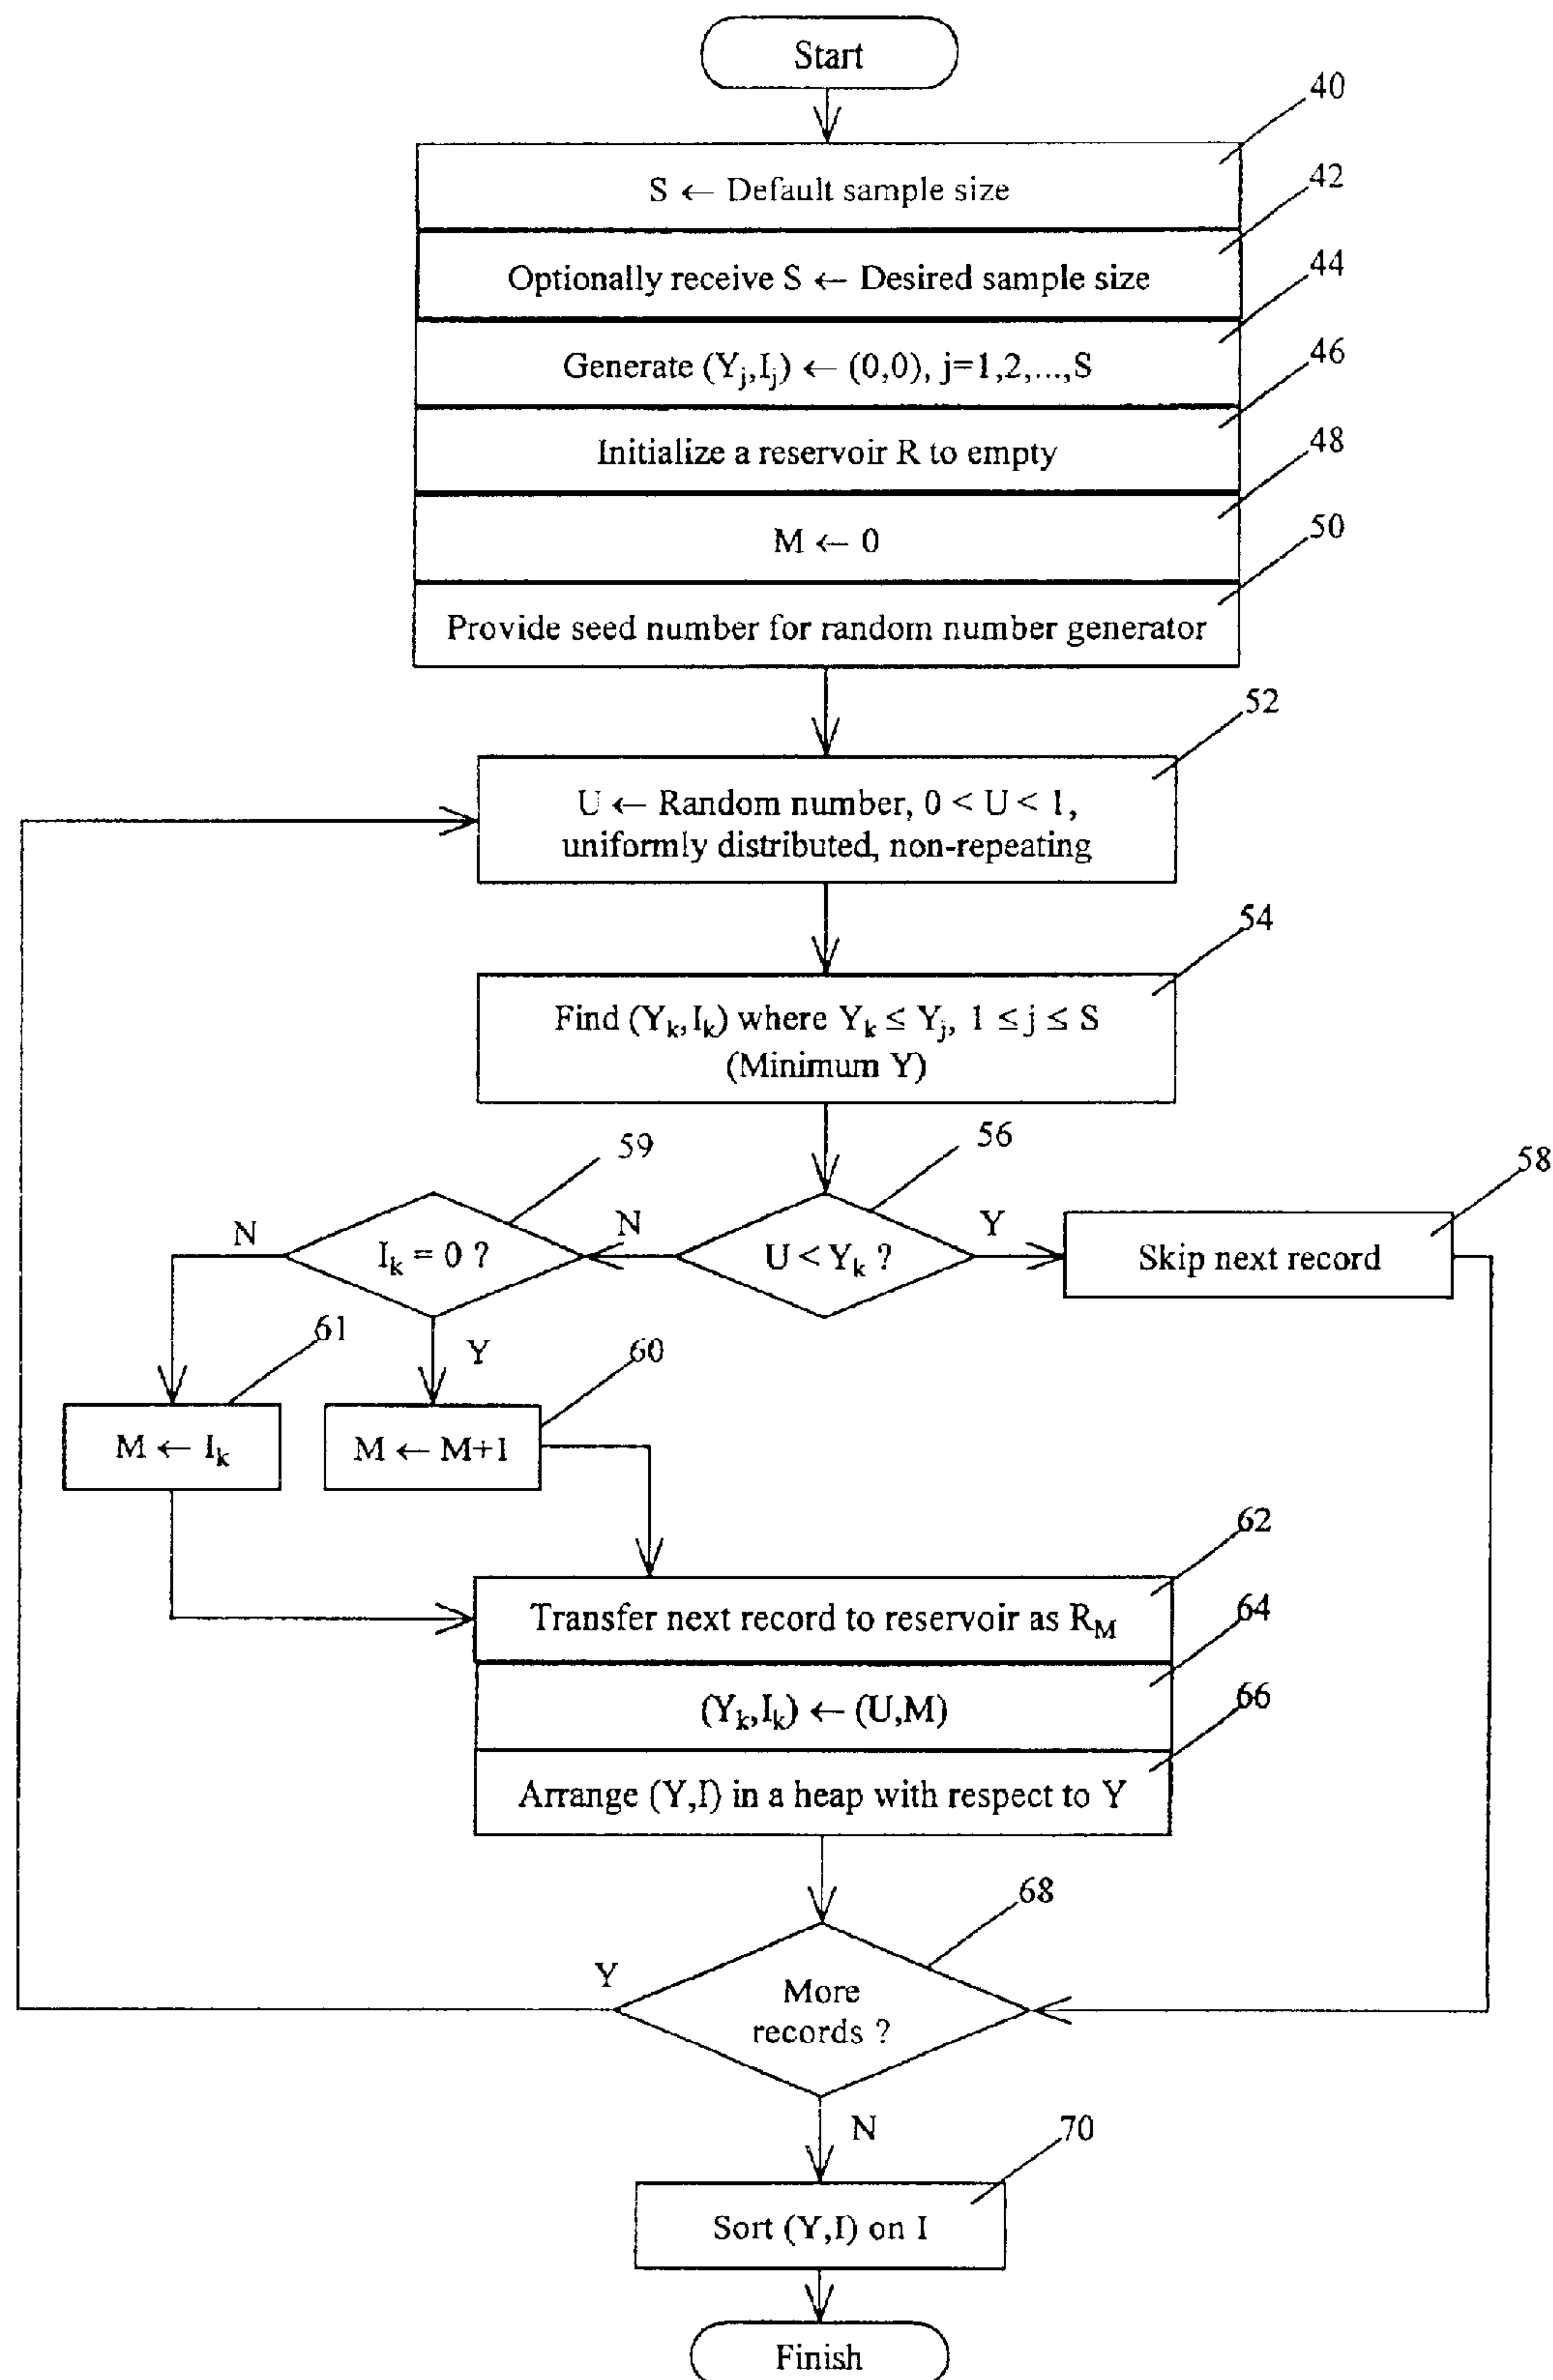 Start
40
S ← Default sample size
42
Optionally receive S ← Desired sample size
44
Generate (Yj,Ij) ← (0,0), j=1,2,...,S
46
Initialize a reservoir R to empty
48
M ← 0
50
Provide seed number for random number generator
52
U ← Random number, 0 < U < 1,
uniformly distributed, non-repeating
54
Find (Yk,Ik) where Yk ≤ Yj, 1 ≤ j ≤ S
(Minimum Y)
59
56
58
N
Ik = 0 ?
N
U < Yk ?
Y
Skip next record
61
Y
60
M ← Ik
M ← M+1
62
Transfer next record to reservoir as RM
64
(Yk,Ik) ← (U,M)
66
Arrange (Y,I) in a heap with respect to Y
68
Y
More
records ?
N
70
Sort (Y,I) on I
Finish